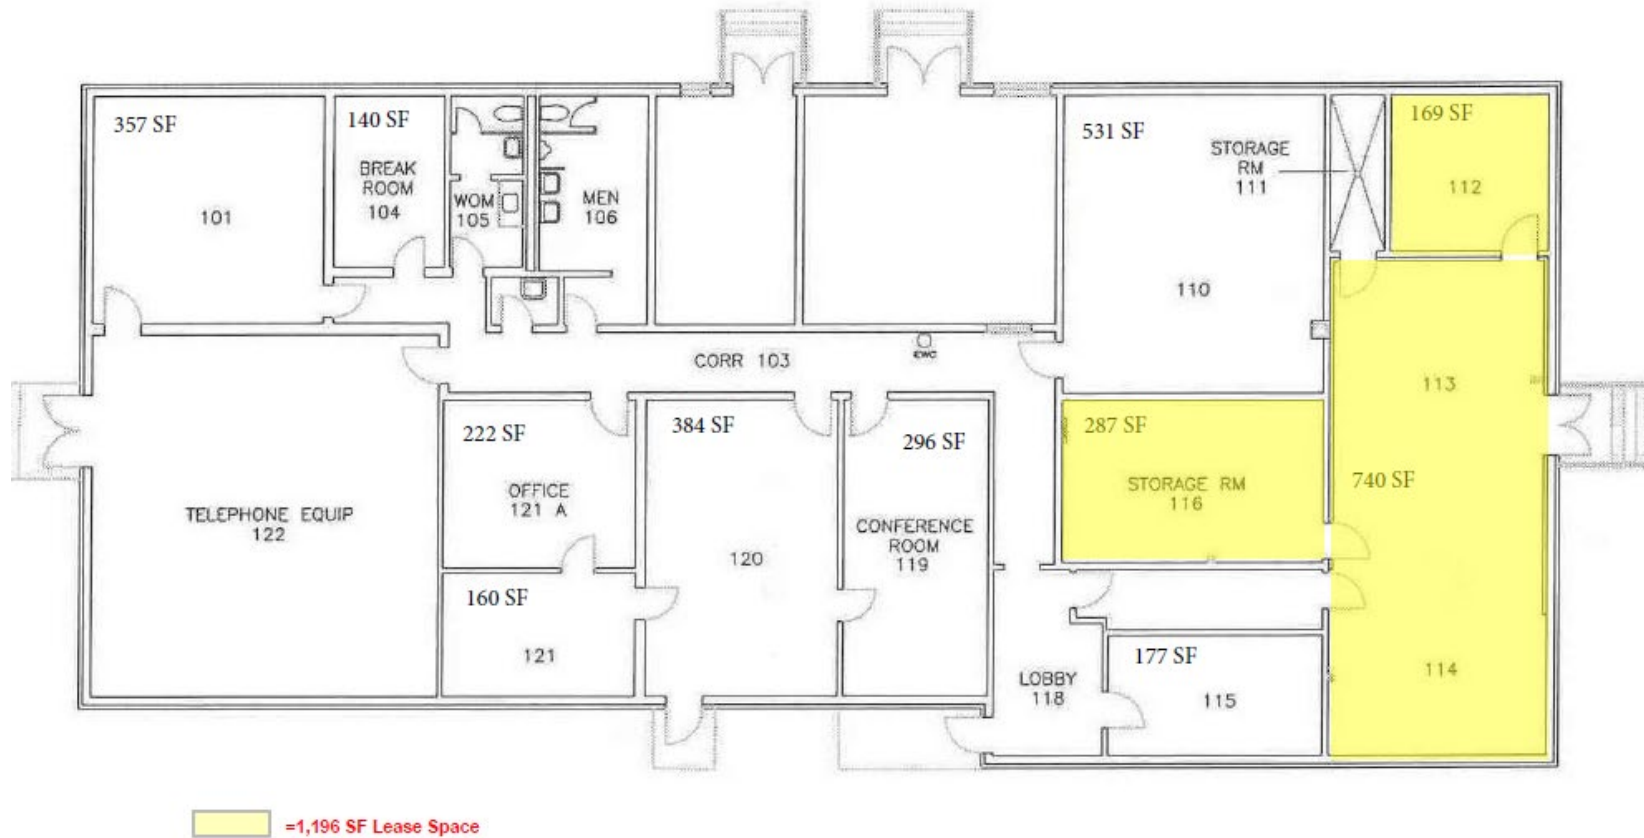 357 SF
101
140 SF
BREAK
ROOM
104
WOM
105
MEN
106
531 SF
STORAGE
RM
111
110
169 SF
112
CORR 103
EWC
113
740 SF
114
287 SF
STORAGE RM
116
222 SF
OFFICE
121 A
384 SF
120
296 SF
CONFERENCE
ROOM
119
TELEPHONE EQUIP
122
160 SF
121
LOBBY
118
177 SF
115
=1,196 SF Lease Space